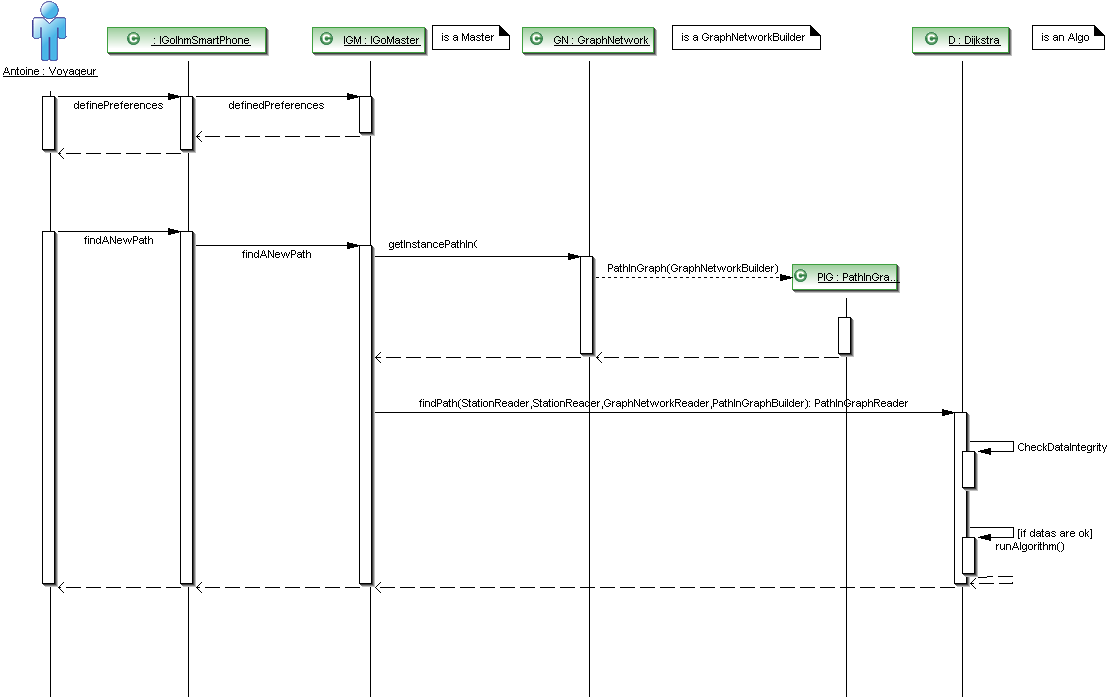 Antoine : Voyageur
: IGoIhmSmartPhone
IGM : IGoMaster
is a Master
GN : GraphNetwork
is a GraphNetworkBuilder
D : Dijkstra
is an Algo
definePreferences
definedPreferences
findANewPath
findANewPath
getInstancePathIn(
PathInGraph(GraphNetworkBuilder)
PIG : PathInGra...
findPath(StationReader,StationReader,GraphNetworkReader,PathInGraphBuilder): PathInGraphReader
CheckDataIntegrity
[if datas are ok]
runAlgorithm()